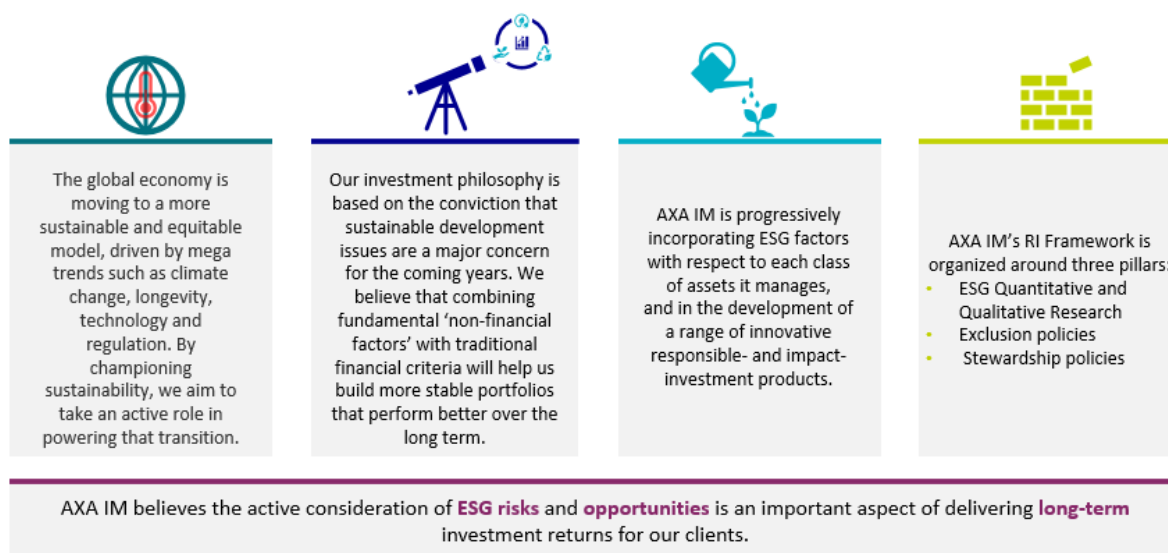 The global economy is
moving to a more
sustainable and equitable
model, driven by mega
trends such as climate
change, longevity,
technology and
regulation. By
championing
sustainability, we aim to
take an active role in
powering that transition.
Our investment philosophy is
based on the conviction that
sustainable development
issues are a major concern
for the coming years. We
believe that combining
fundamental ‘non-financial
factors’ with traditional
financial criteria will help us
build more stable portfolios
that perform better over the
long term.
AXA IM is progressively
incorporating ESG factors
with respect to each class
of assets it manages,
and in the development of
a range of innovative
responsible- and impact-
investment products.
AXA IM’s RI Framework is
organized around three pillars:
• ESG Quantitative and
Qualitative Research
• Exclusion policies
• Stewardship policies
AXA IM believes the active consideration of ESG risks and opportunities is an important aspect of delivering long-term
investment returns for our clients.